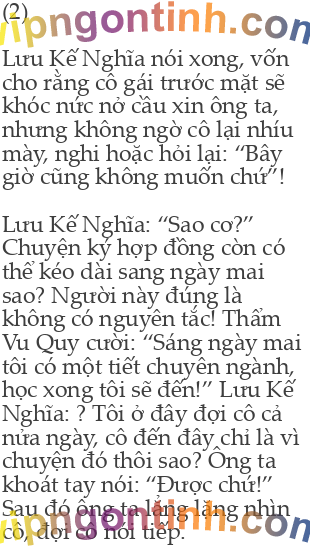 (2)
vipngontinh.com
Lưu Kế Nghĩa nói xong, vốn
cho rằng cô gái trước mặt sẽ
khóc nức nở cầu xin ông ta,
nhưng không ngờ cô lại nhíu
mày, nghi hoặc hỏi lại: “Bây
giờ cũng không muốn chứ”!
Lưu Kế Nghĩa: “Sao cơ?”
Chuyện ký hợp đồng còn có
thể kéo dài sang ngày mai
sao? Người này đúng là
không có nguyên tắc! Thẩm
Vu Quy cười: “Sáng ngày mai
tôi có một tiết chuyên ngành,
học xong tôi sẽ đến!” Lưu Kế
Nghĩa: ? Tôi ở đây đợi cô cả
nửa ngày, cô đến đây chỉ là vì
chuyện đó thôi sao? Ông ta
khoát tay nói: “Được chứ!”
Sau đó ông ta lẳng lặng nhìn
cô, đợi cô nói tiếp.
vipngontinh.com